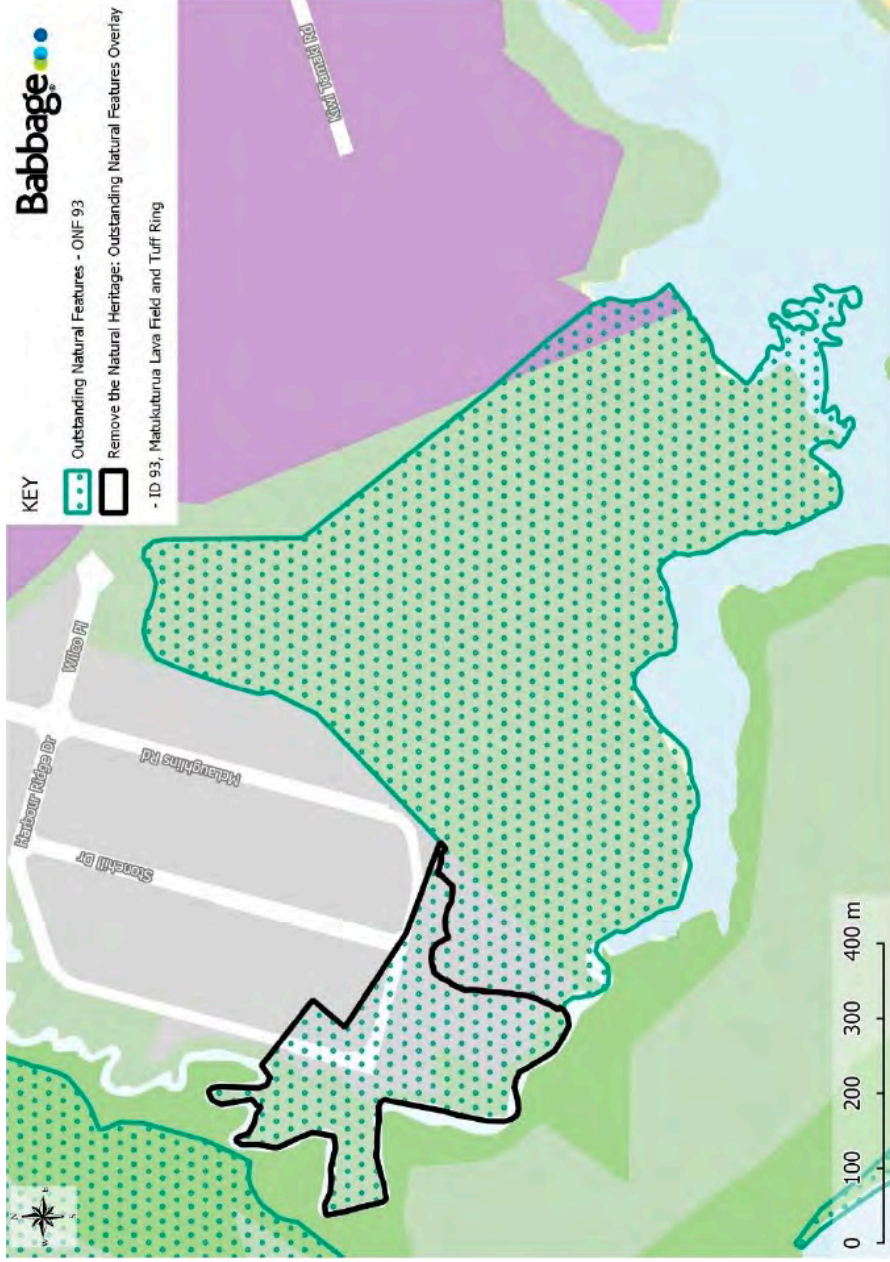 Babbage
KEY
Outstanding Natural Features - ONF 93
Remove the Natural Heritage: Outstanding Natural Features Overlay
- ID 93, Matukuturua Lava Field and Tuff Ring
Kiwi Tamaki Rd
Wilco Pl
Harbour Ridge Dr
McLaughlins Rd
Stonehill Dr
N
W
E
S
0 100 200 300 400 m